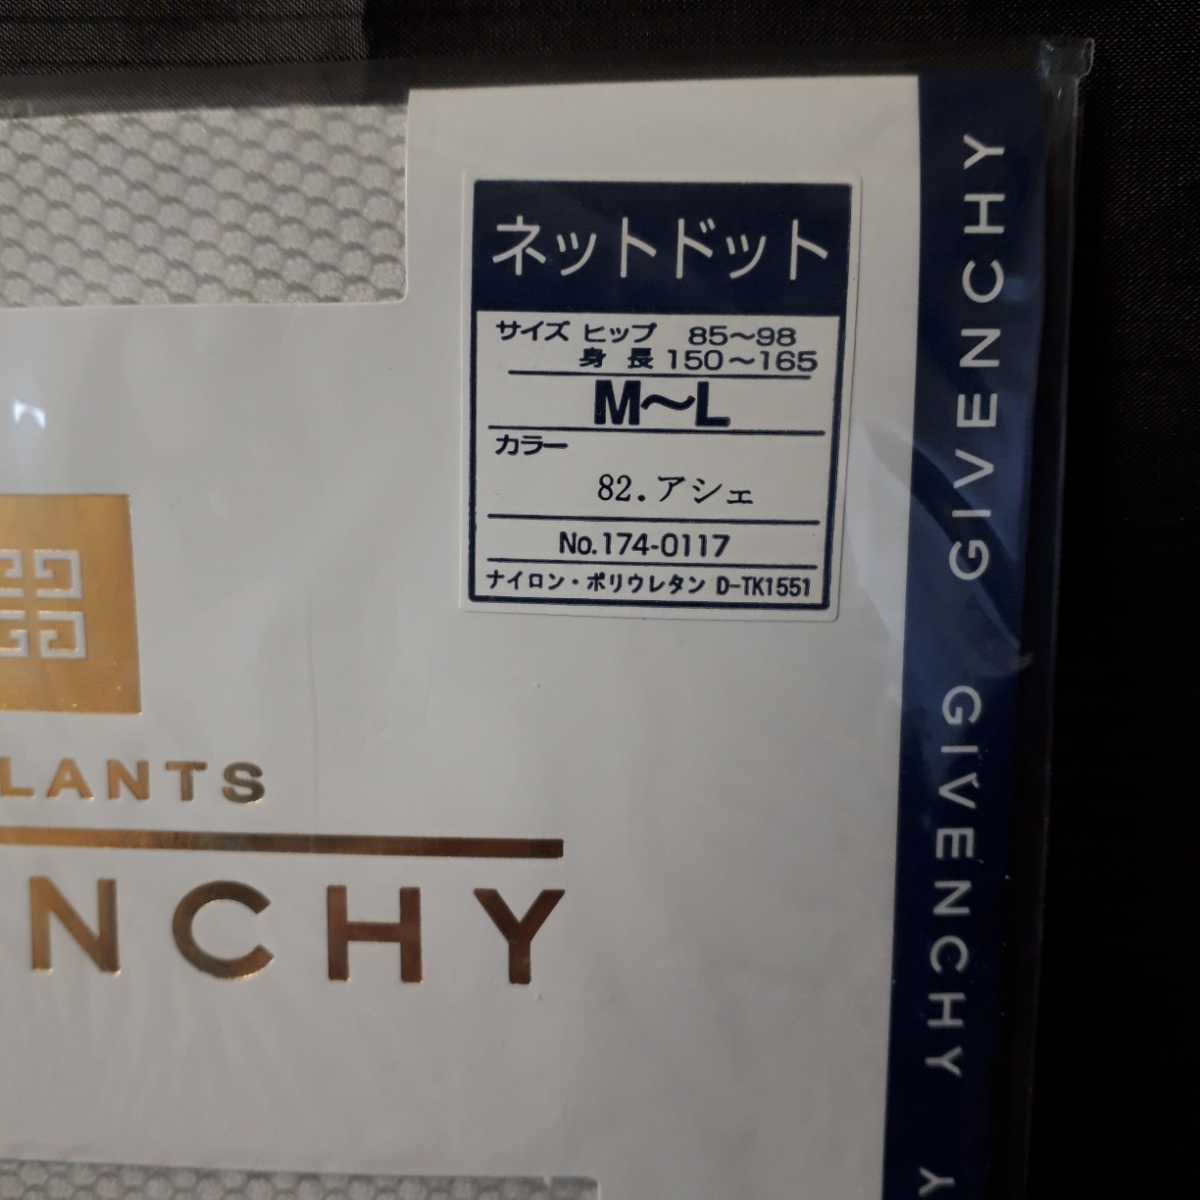 ネットドット
サイズ ヒップ 85〜98
身長 150〜165
M〜L
カラー
82.アシェ
No.174-0117
ナイロン・ポリウレタン D-TK1551
LANTS
NCHY
GIVENCHY
GIVENCHY
Y